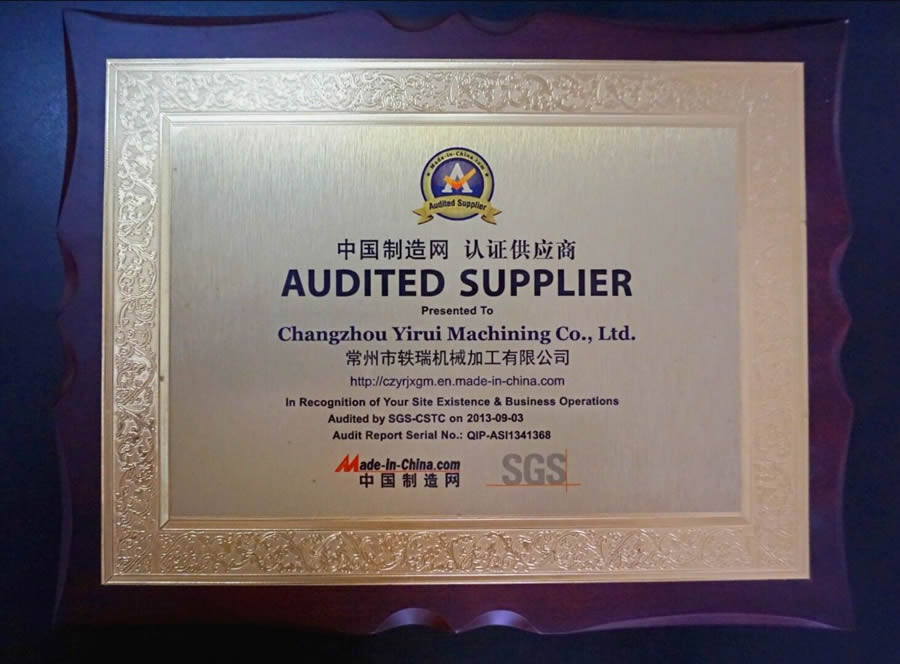 Made-in-China.com
A
Audited Supplier
中国制造网 认证供应商
AUDITED SUPPLIER
Presented To
Changzhou Yirui Machining Co., Ltd.
常州市轶瑞机械加工有限公司
http://czyrjxgm.en.made-in-china.com
In Recognition of Your Site Existence & Business Operations
Audited by SGS-CSTC on 2013-09-03
Audit Report Serial No.: QIP-ASI1341368
Made-in-China.com
中国制造网
SGS